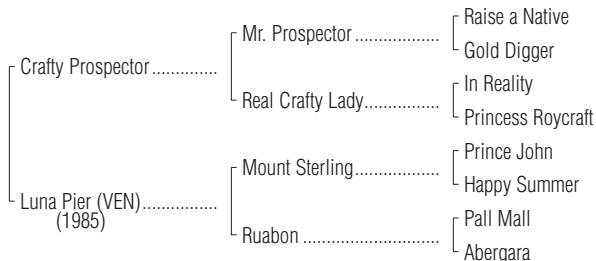 Raise a Native
Mr. Prospector ..................
Gold Digger
Crafty Prospector..............
In Reality
Real Crafty Lady................
Princess Roycraft
Prince John
Mount Sterling..................
Happy Summer
Luna Pier (VEN)................
(1985)
Pall Mall
Ruabon .............................
Abergara